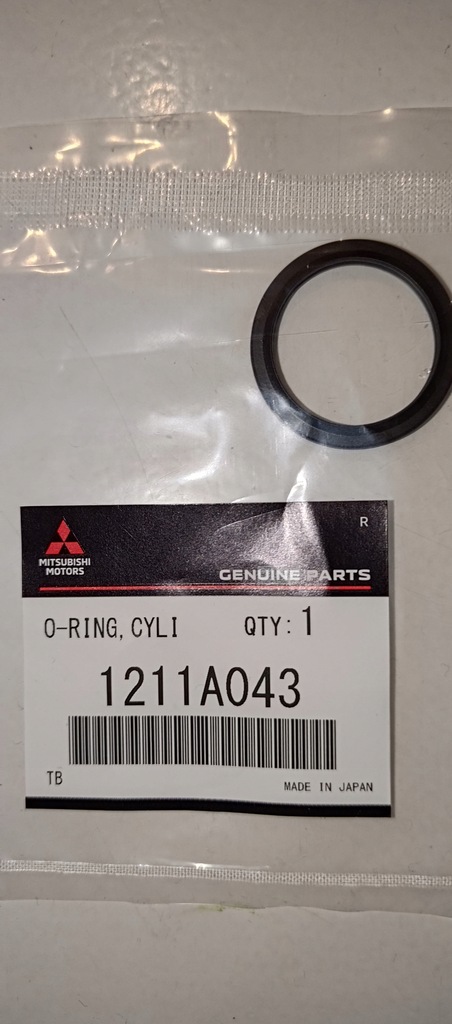 R
MITSUBISHI
MOTORS
GENUINE PARTS
O-RING, CYLI QTY: 1
1211A043
TB MADE IN JAPAN